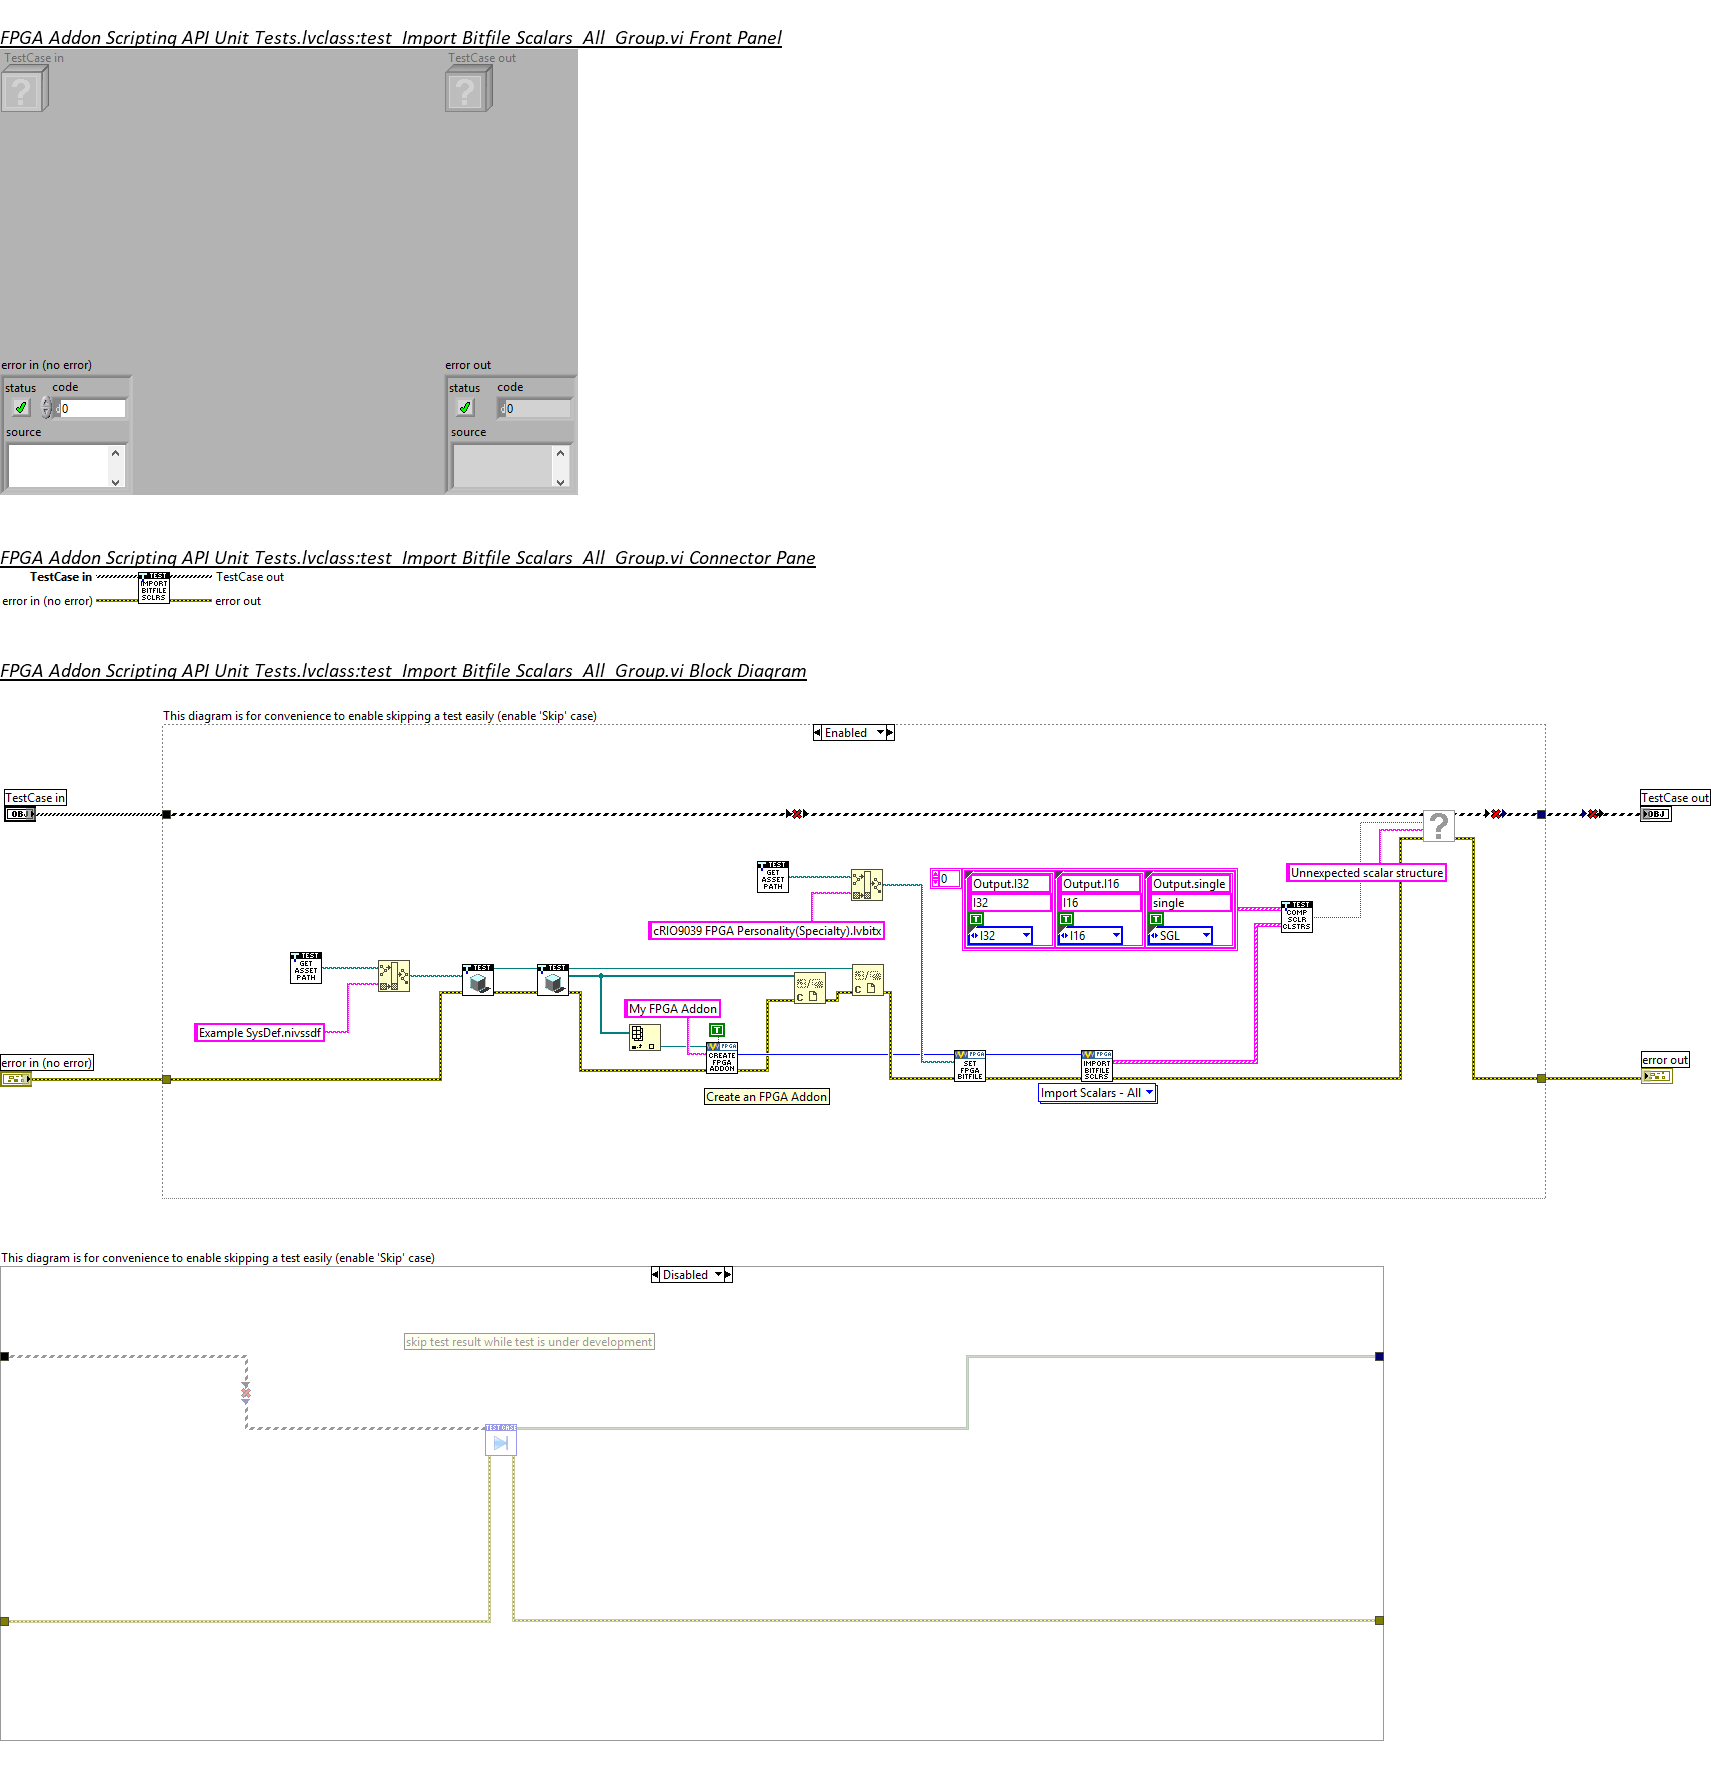 FPGA Addon Scripting API Unit Tests.lvclass:test_Import Bitfile Scalars_All_Group.vi Front Panel
TestCase in
TestCase out
error in (no error)
error out
status
code
status
code
d
0
d
0
source
source
FPGA Addon Scripting API Unit Tests.lvclass:test_Import Bitfile Scalars_All_Group.vi Connector Pane
TestCase in
TEST
IMPORT
BITFILE
SCLRS
TestCase out
error in (no error)
error out
FPGA Addon Scripting API Unit Tests.lvclass:test_Import Bitfile Scalars_All_Group.vi Block Diagram
This diagram is for convenience to enable skipping a test easily (enable 'Skip' case)
Enabled
TestCase in
OBJ
TestCase out
OBJ
TEST
GET
ASSET
PATH
cRIO9039 FPGA Personality(Specialty).lvbitx
0
Output.I32
I32
T
I32
Output.I16
I16
T
I16
Output.single
single
T
SGL
Unnexpected scalar structure
TEST
COMP
SCLR
CLSTRS
TEST
GET
ASSET
PATH
TEST
TEST
Example SysDef.nivssdf
My FPGA Addon
T
FPGA
CREATE
FPGA
ADDON
Create an FPGA Addon
FPGA
SET
FPGA
BITFILE
FPGA
IMPORT
BITFILE
SCLRS
Import Scalars - All
error in (no error)
error out
This diagram is for convenience to enable skipping a test easily (enable 'Skip' case)
Disabled
skip test result while test is under development
TEST CASE